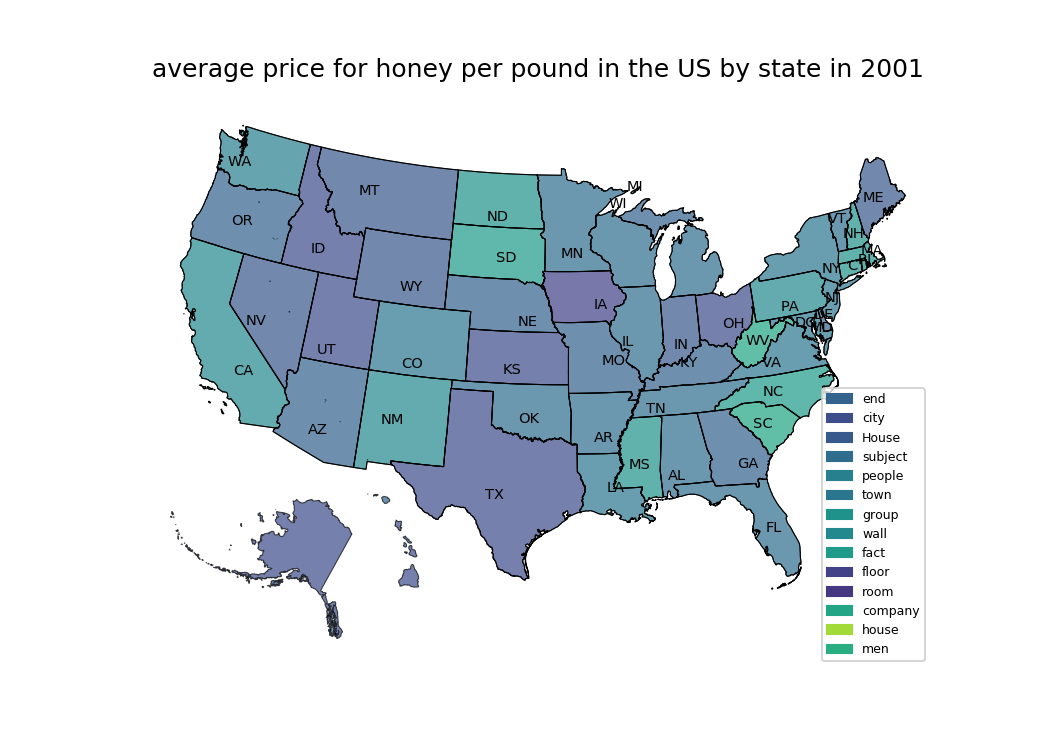 average price for honey per pound in the US by state in 2001
WA
MT
ND
MI
WI
ME
OR
ID
SD
MN
VT
NH
MA
RI
CT
NY
WY
NE
IA
PA
NJ
NV
UT
CO
KS
MO
IL
IN
OH
WV
DC
DE
MD
KY
VA
CA
AZ
NM
OK
AR
TN
NC
SC
TX
LA
MS
AL
GA
FL
end
city
House
subject
people
town
group
wall
fact
floor
room
company
house
men